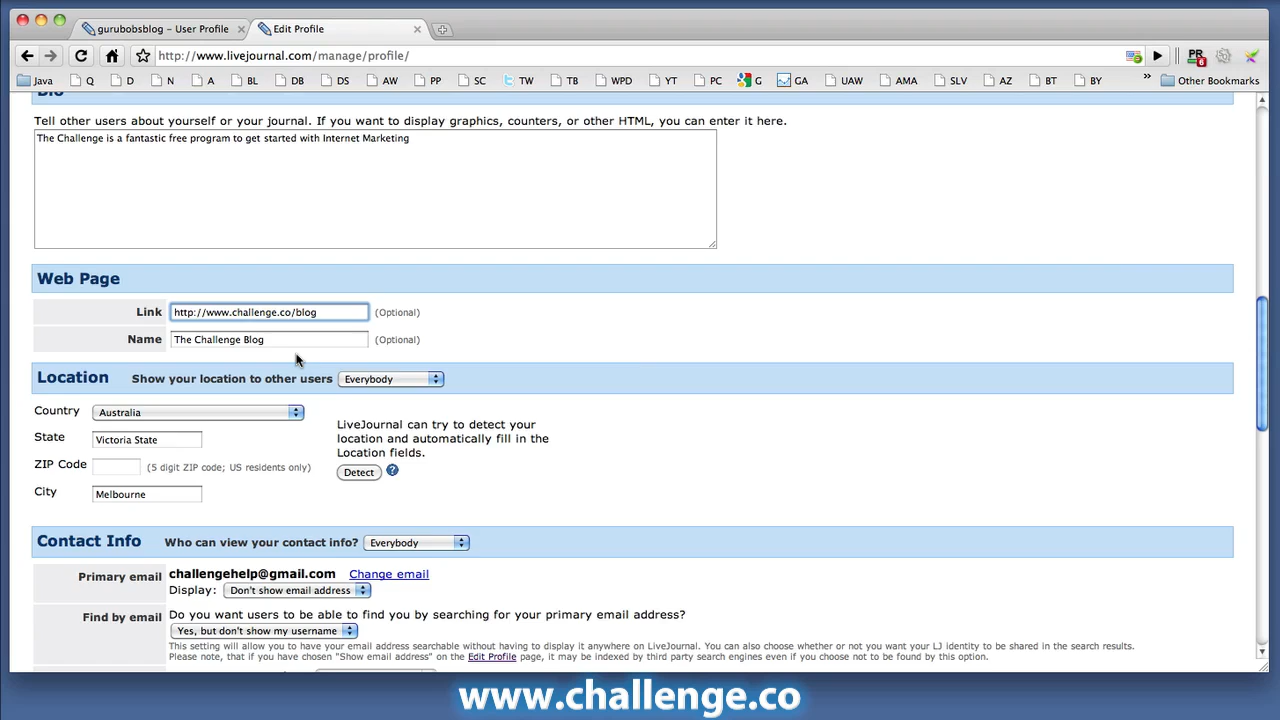 gurubobsblog – User Profile
Edit Profile
http://www.livejournal.com/manage/profile/
PR 6
Java Q D N A BL DB DS AW PP SC TW TB WPD YT PC G GA UAW AMA SLV AZ BT BY » Other Bookmarks
Bio
Tell other users about yourself or your journal. If you want to display graphics, counters, or other HTML, you can enter it here.
The Challenge is a fantastic free program to get started with Internet Marketing
Web Page
Link http://www.challenge.co/blog (Optional)
Name The Challenge Blog (Optional)
Location Show your location to other users Everybody
Country Australia
State Victoria State
ZIP Code (5 digit ZIP code; US residents only)
City Melbourne
LiveJournal can try to detect your
location and automatically fill in the
Location fields.
Detect ?
Contact Info Who can view your contact info? Everybody
Primary email challengehelp@gmail.com Change email
Display: Don't show email address
Find by email Do you want users to be able to find you by searching for your primary email address?
Yes, but don't show my username
This setting will allow you to have your email address searchable without having to display it anywhere on LiveJournal. You can also choose whether or not you want your LJ identity to be shared in the search results.
Please note, that if you have chosen "Show email address" on the Edit Profile page, it may be indexed by third party search engines even if you choose not to be found by this option.
www.challenge.co